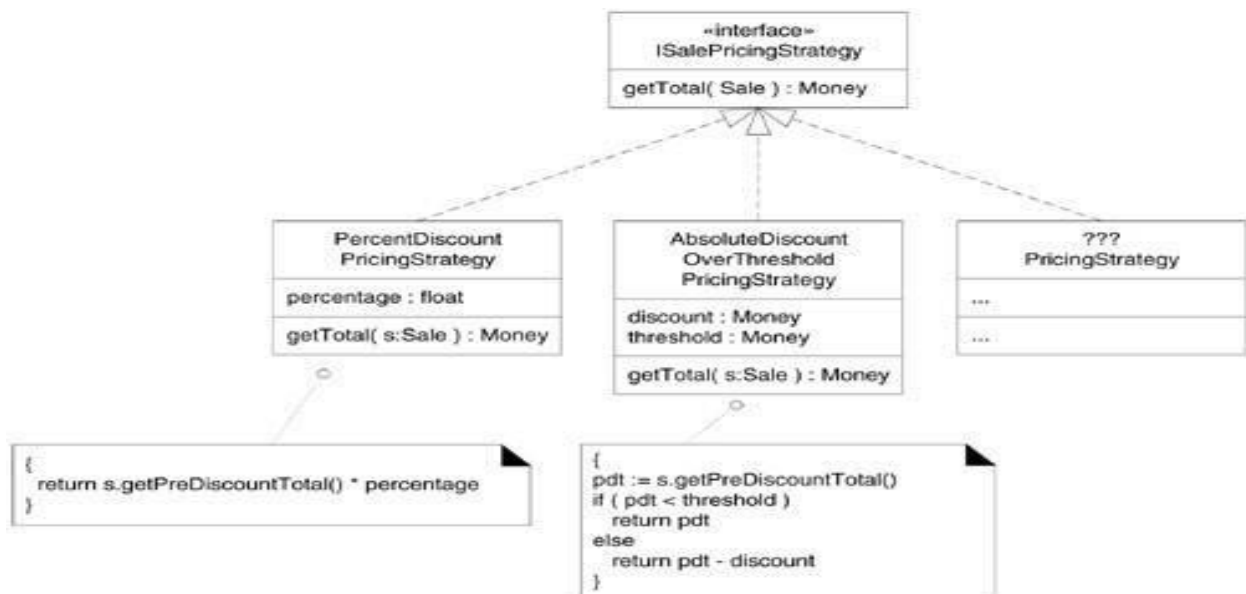 «interface»
ISalePricingStrategy
getTotal( Sale ) : Money
PercentDiscount
PricingStrategy
percentage : float
getTotal( s:Sale ) : Money
AbsoluteDiscount
OverThreshold
PricingStrategy
discount : Money
threshold : Money
getTotal( s:Sale ) : Money
???
PricingStrategy
...
...
{
return s.getPreDiscountTotal() * percentage
}
{
pdt := s.getPreDiscountTotal()
if ( pdt < threshold )
return pdt
else
return pdt - discount
}